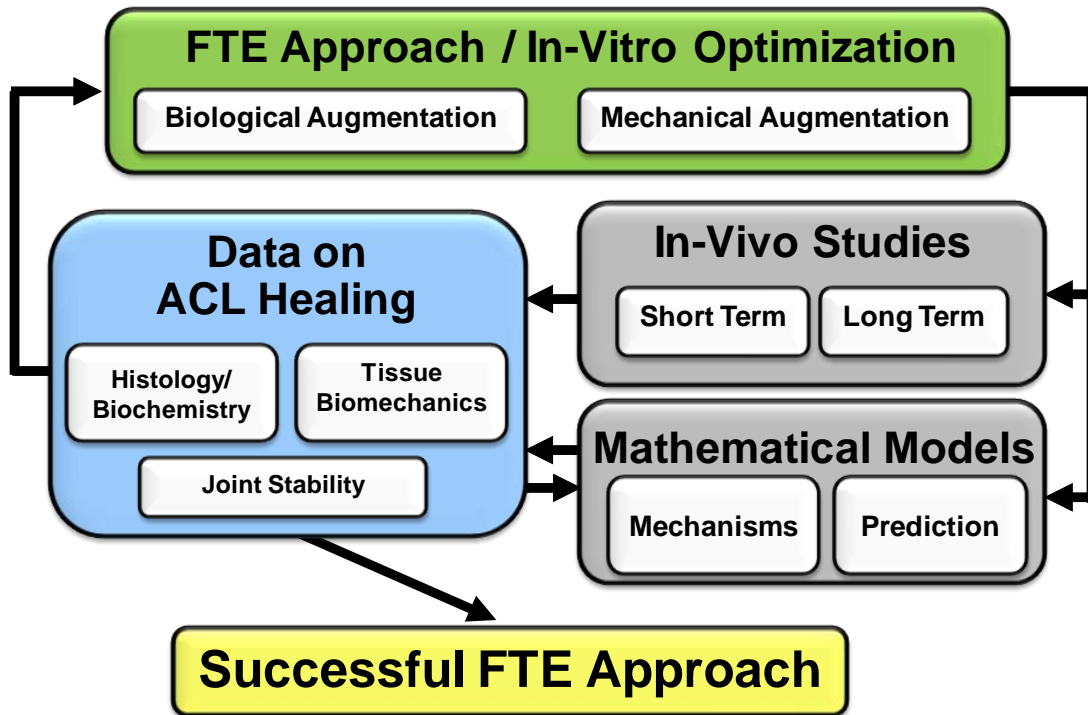 FTE Approach / In-Vitro Optimization
Biological Augmentation
Mechanical Augmentation
Data on
ACL Healing
Histology/
Biochemistry
Tissue
Biomechanics
Joint Stability
In-Vivo Studies
Short Term
Long Term
Mathematical Models
Mechanisms
Prediction
Successful FTE Approach